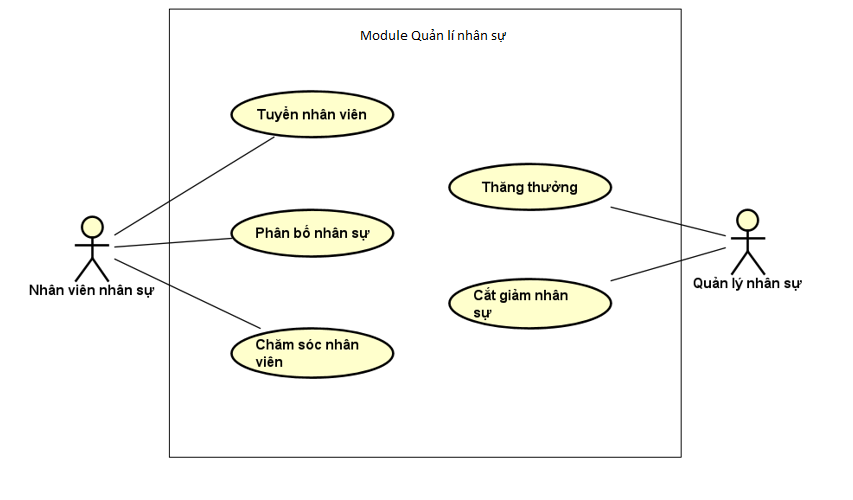 Module Quản lí nhân sự
Tuyển nhân viên
Thăng thưởng
Phân bố nhân sự
Nhân viên nhân sự
Quản lý nhân sự
Cắt giảm nhân
sự
Chăm sóc nhân
viên